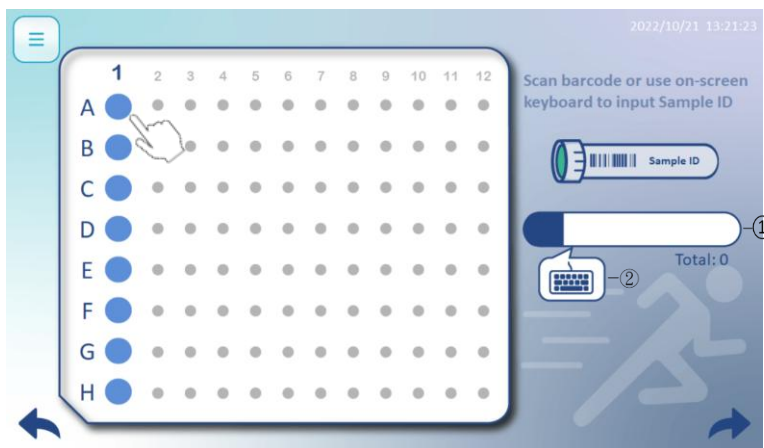 2022/10/21 13:21:23
1 2 3 4 5 6 7 8 9 10 11 12
Scan barcode or use on-screen
keyboard to input Sample ID
A
B
Sample ID
C
D
①
Total: 0
E
②
F
G
H